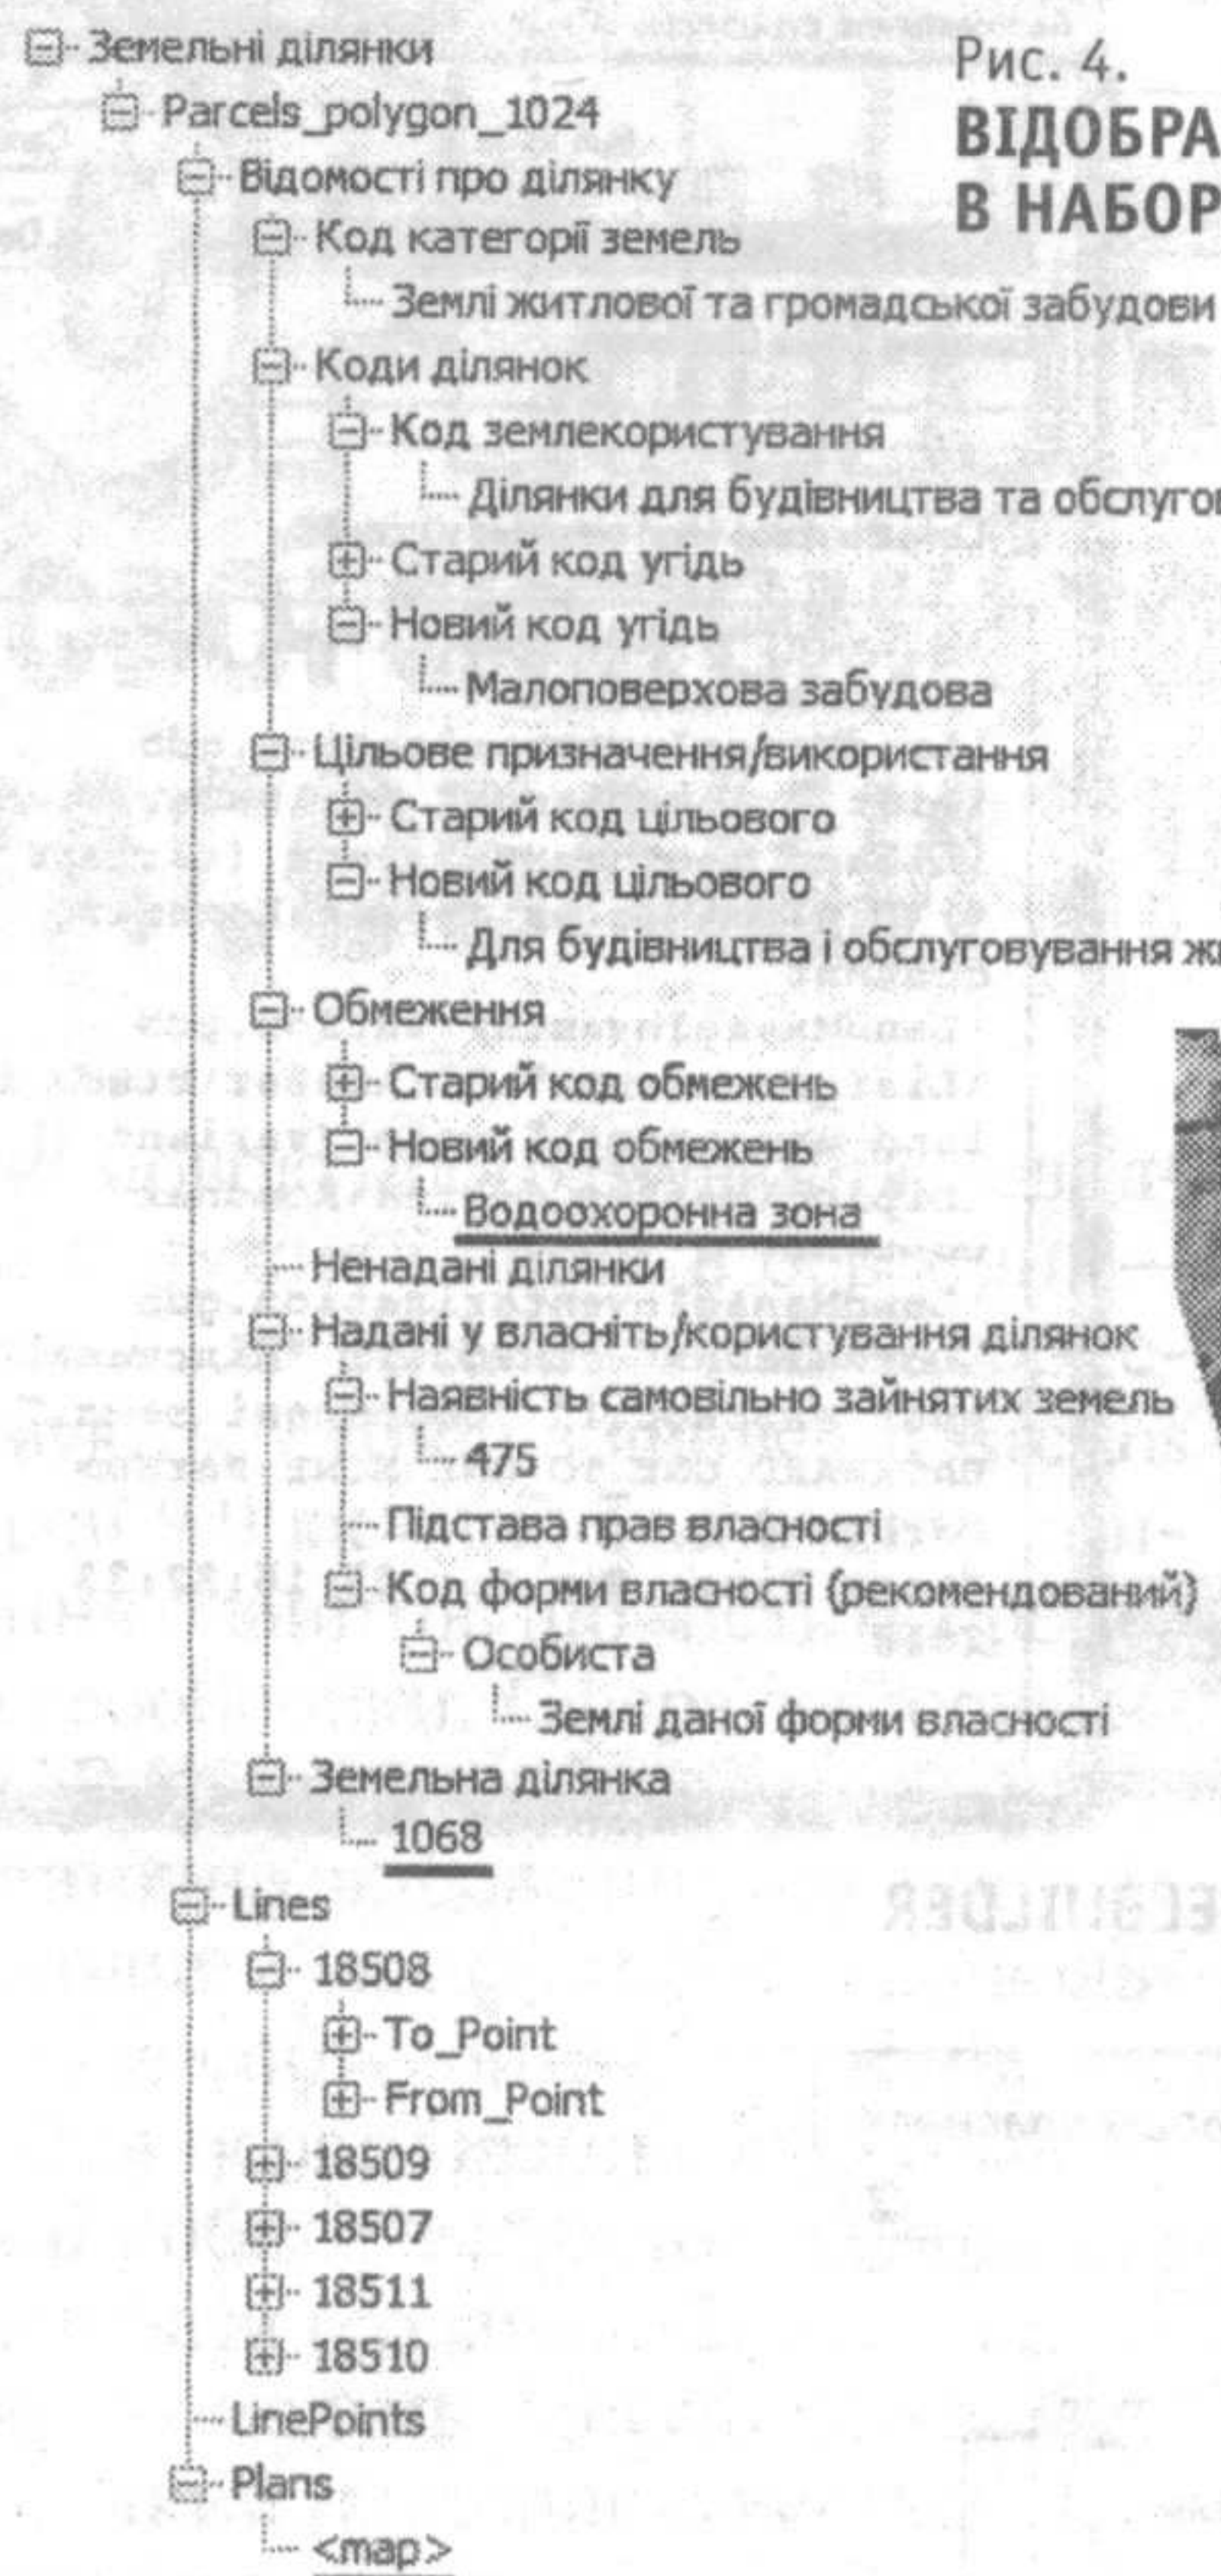 Земельні ділянки
Рис. 4.
Parcels_polygon_1024
ВІДОБРА
Відомості про ділянку
В НАБОР
Код категорії земель
Землі житлової та громадської забудови
Коди ділянок
Код землекористування
Ділянки для будівництва та обслугов
Старий код угідь
Новий код угідь
Малоповерхова забудова
Цільове призначення/використання
Старий код цільового
Новий код цільового
Для будівництва і обслуговування жи
Обмеження
Старий код обмежень
Новий код обмежень
Водоохоронна зона
Ненадані ділянки
Надані у власніть/користування ділянок
Наявність самовільно зайнятих земель
475
Підстава прав власності
Код форми власності (рекомендований)
Особиста
Землі даної форми власності
Земельна ділянка
1068
Lines
18508
To_Point
From_Point
18509
18507
18511
18510
LinePoints
Plans
<map>